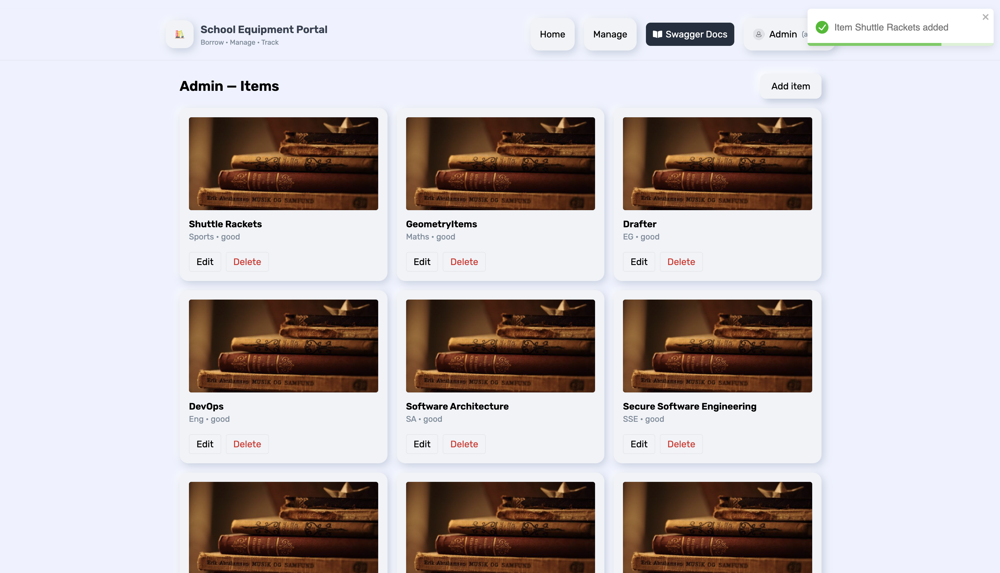 School Equipment Portal
Borrow • Manage • Track
Home
Manage
Swagger Docs
Admin (a
Item Shuttle Rackets added
Admin — Items
Add item
Erik Abrahamsen: MUSIK OG SAMFUND
Erik Abrahamsen: MUSIK OG SAMFUND
Erik Abrahamsen: MUSIK OG SAMFUND
Shuttle Rackets
Sports • good
Edit
Delete
GeometryItems
Maths • good
Edit
Delete
Drafter
EG • good
Edit
Delete
Erik Abrahamsen: MUSIK OG SAMFUND
Erik Abrahamsen: MUSIK OG SAMFUND
Erik Abrahamsen: MUSIK OG SAMFUND
DevOps
Eng • good
Edit
Delete
Software Architecture
SA • good
Edit
Delete
Secure Software Engineering
SSE • good
Edit
Delete
Erik Abrahamsen: MUSIK OG SAMFUND
Erik Abrahamsen: MUSIK OG SAMFUND
Erik Abrahamsen: MUSIK OG SAMFUND